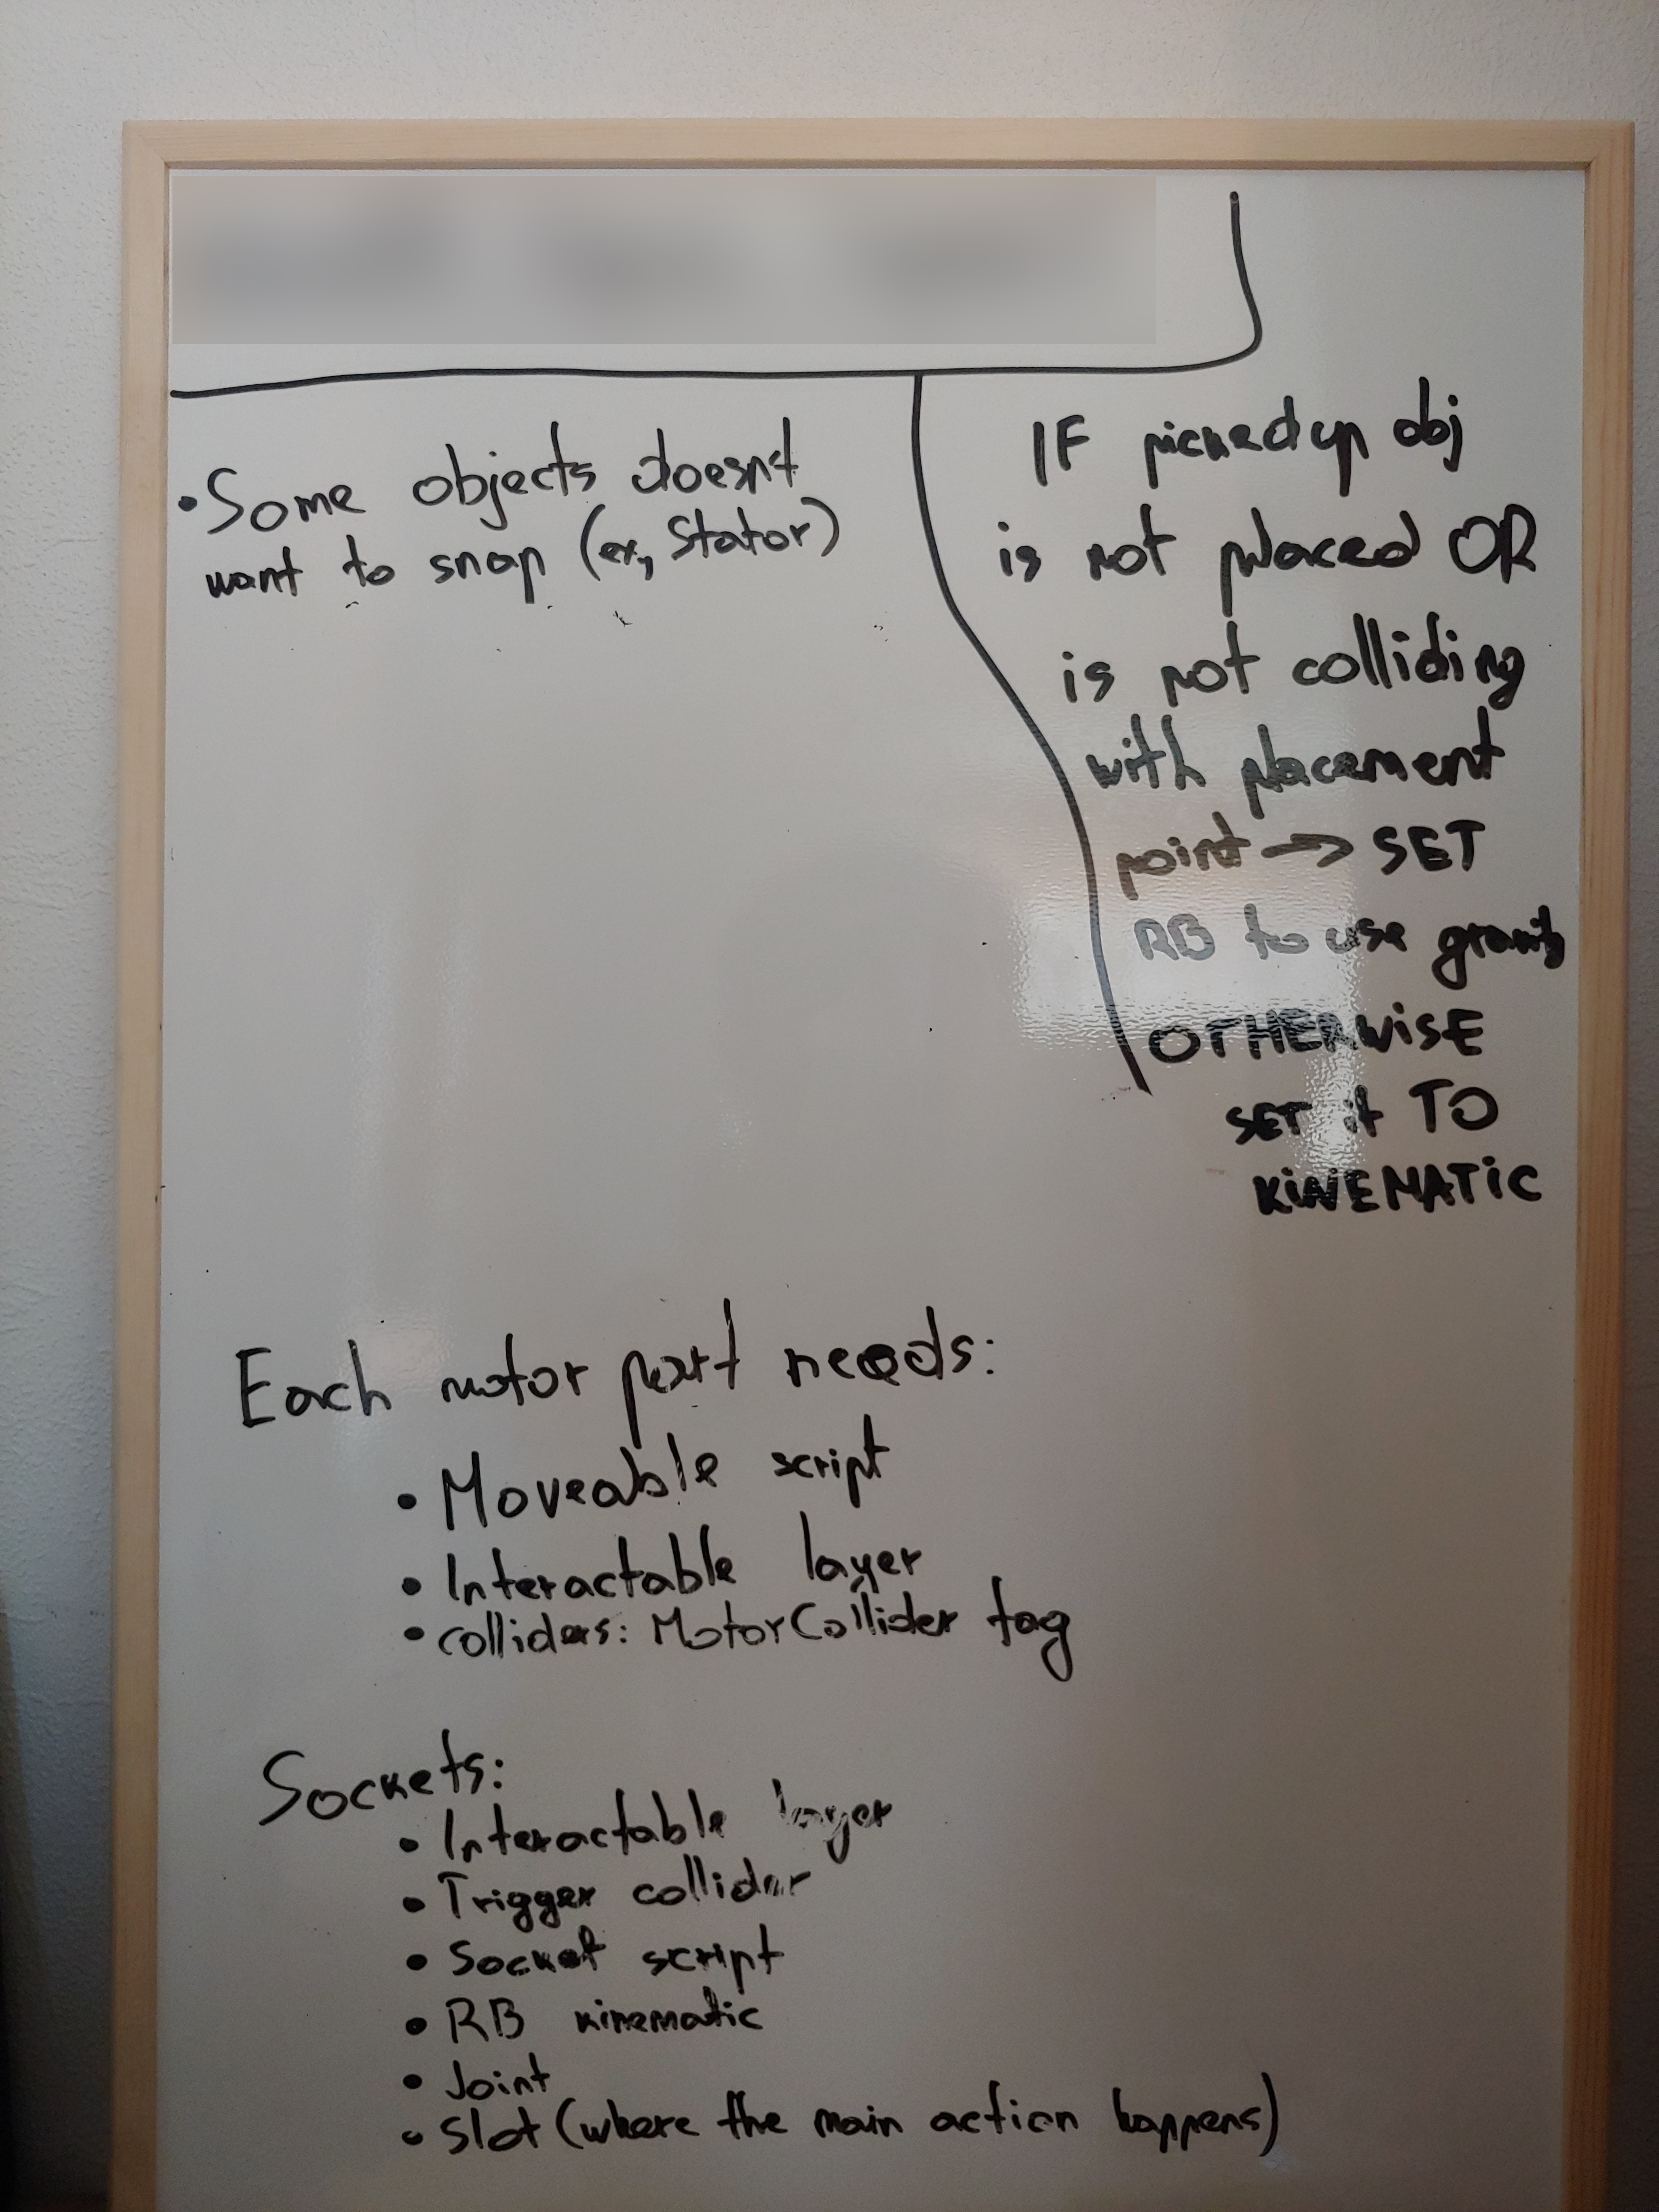 • Some objects doesn't
want to snap (ex, Stator)
IF picked up obj
is not placed OR
is not colliding
with placement
point → SET
RB to use gravity
OTHERWISE
SET it TO
KINEMATIC
Each motor part needs:
• Moveable script
• Interactable layer
• colliders: MotorCollider tag
Sockets:
• Interactable layer
• Trigger collider
• Socket script
• RB kinematic
• Joint
• Slot (where the main action happens)